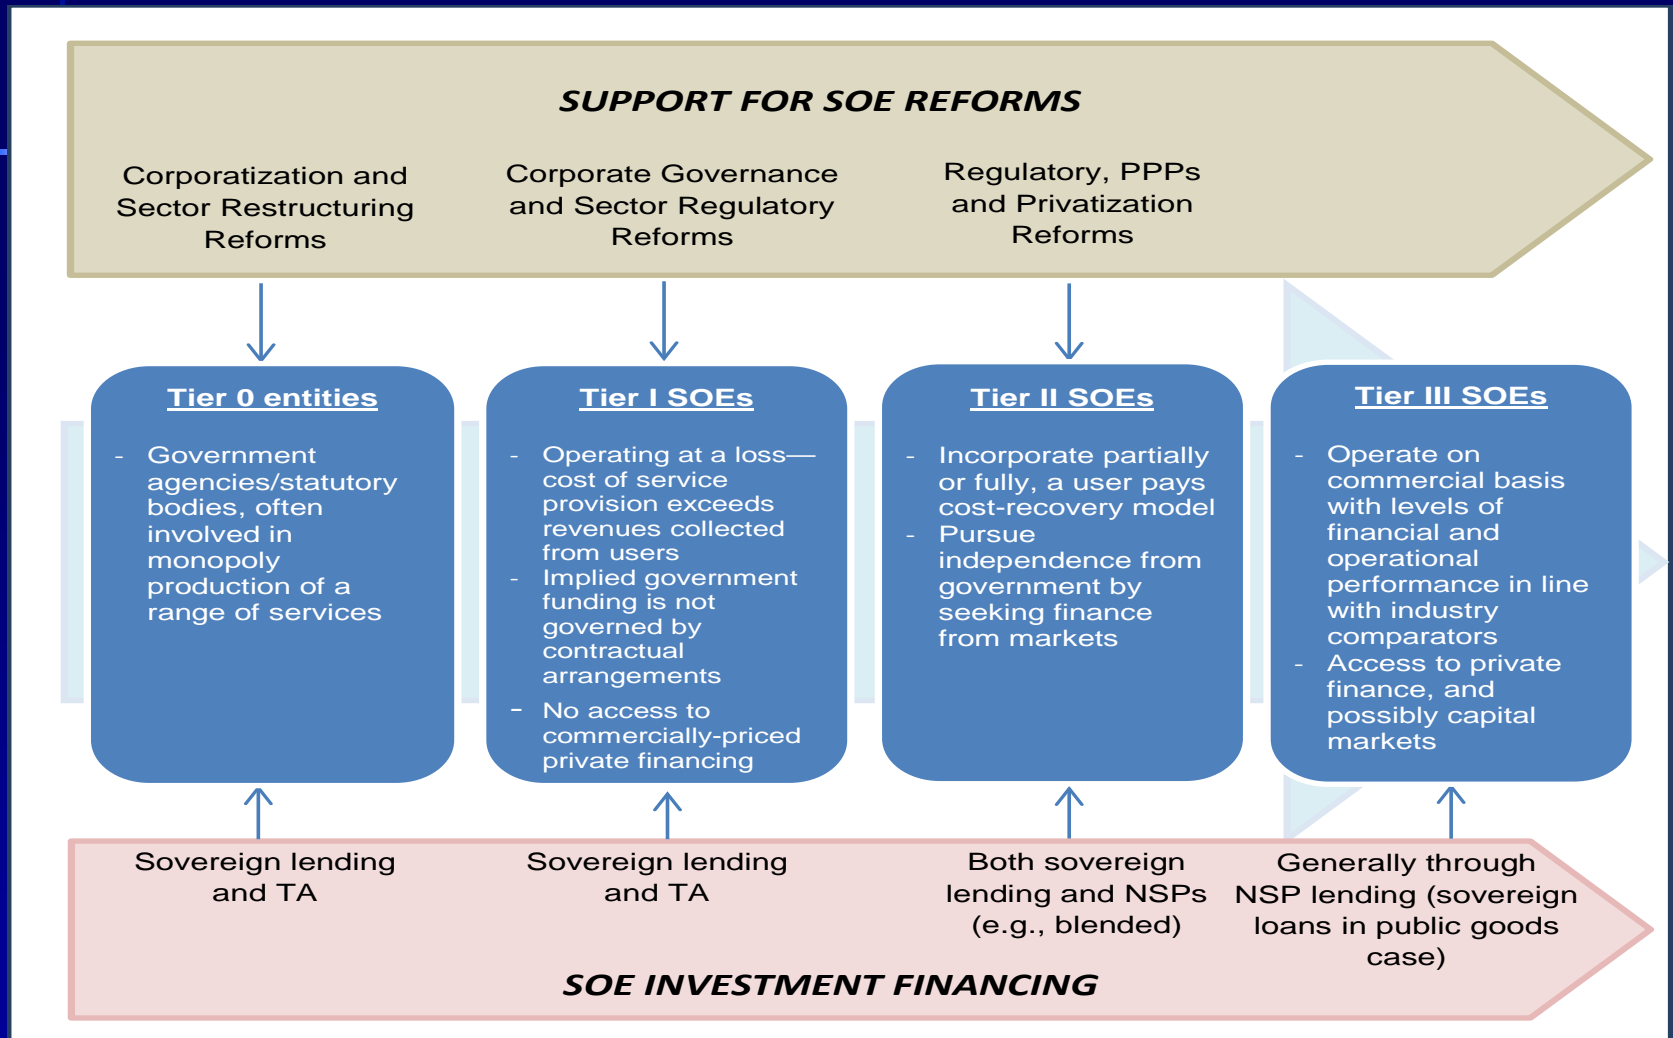 SUPPORT FOR SOE REFORMS
Corporatization and
Sector Restructuring
Reforms
Corporate Governance
and Sector Regulatory
Reforms
Regulatory, PPPs
and Privatization
Reforms
Tier 0 entities
- Government
agencies/statutory
bodies, often
involved in
monopoly
production of a
range of services
Tier I SOEs
- Operating at a loss—
cost of service
provision exceeds
revenues collected
from users
- Implied government
funding is not
governed by
contractual
arrangements
- No access to
commercially-priced
private financing
Tier II SOEs
- Incorporate partially
or fully, a user pays
cost-recovery model
- Pursue
independence from
government by
seeking finance
from markets
Tier III SOEs
- Operate on
commercial basis
with levels of
financial and
operational
performance in line
with industry
comparators
- Access to private
finance, and
possibly capital
markets
Sovereign lending
and TA
Sovereign lending
and TA
Both sovereign
lending and NSPs
(e.g., blended)
Generally through
NSP lending (sovereign
loans in public goods
case)
SOE INVESTMENT FINANCING